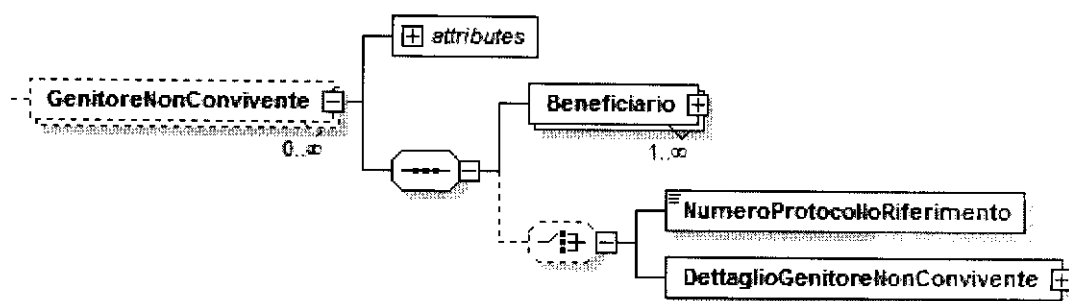 attributes
GenitoreNonConvivente
0..∞
Beneficiario
1..∞
NumeroProtocolloRiferimento
DettaglioGenitoreNonConvivente